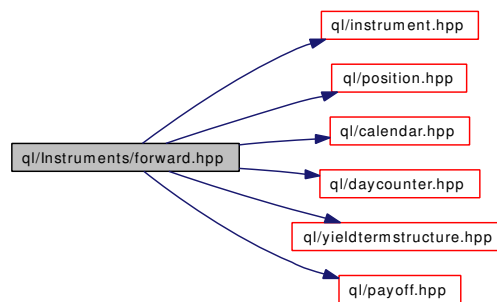 ql/instrument.hpp
ql/position.hpp
ql/calendar.hpp
ql/Instruments/forward.hpp
ql/daycounter.hpp
ql/yieldtermstructure.hpp
ql/payoff.hpp